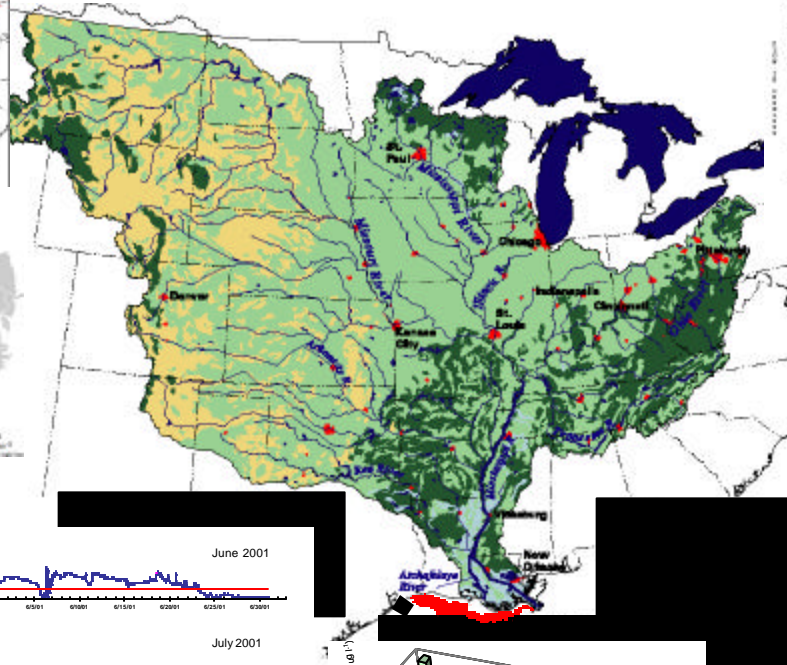 St.
Paul
Mississippi River
Chicago
Pittsburgh
Missouri River
Illinois R.
Indianapolis
Cincinnati
Ohio River
Denver
St.
Louis
Kansas
City
Arkansas R.
Tennessee R.
Red River
Mississippi R.
Vicksburg
New
Orleans
Atchafalaya
River
June 2001
6/5/01 6/10/01 6/15/01 6/20/01 6/25/01 6/30/01
July 2001